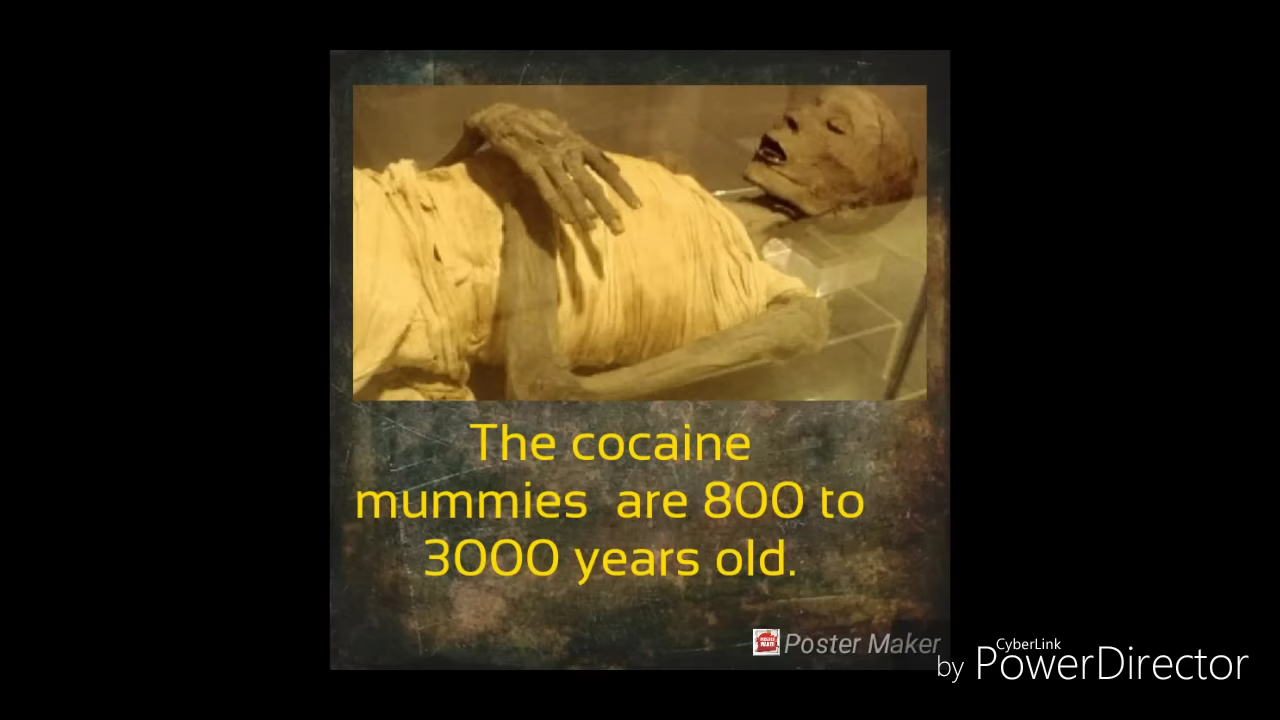 The cocaine
mummies are 800 to
3000 years old.
Poster Maker
CyberLink
by PowerDirector